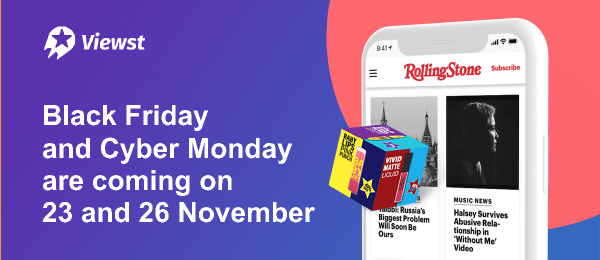 Viewst
Black Friday
and Cyber Monday
are coming on
23 and 26 November
9:41
RollingStone
Subscribe
BABY
LIPS
VIVID
MATTE
LIQUID
Russia's
Biggest Problem
Will Soon Be
Ours
MUSIC NEWS
Halsey Survives
Abusive Rela-
tionship in
'Without Me'
Video